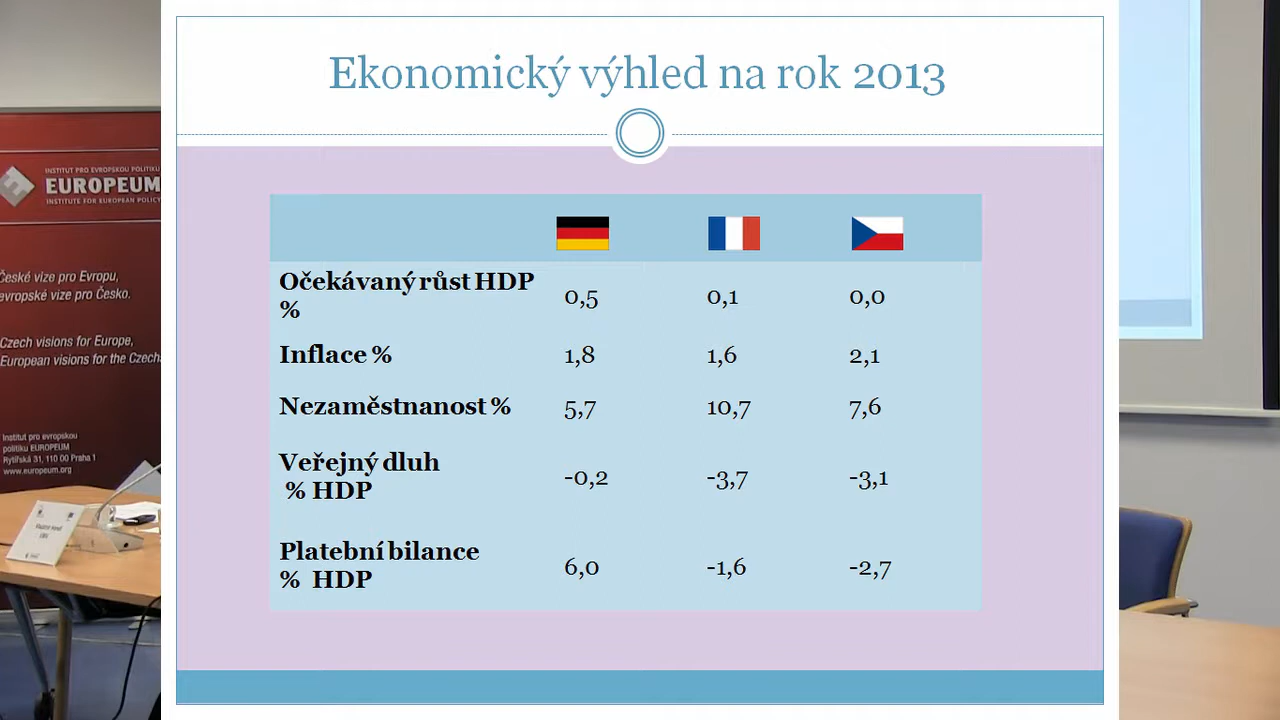 Ekonomický výhled na rok 2013
Očekávaný růst HDP
%
0,5
0,1
0,0
Inflace %
1,8
1,6
2,1
Nezaměstnanost %
5,7
10,7
7,6
Veřejný dluh
% HDP
-0,2
-3,7
-3,1
Platební bilance
% HDP
6,0
-1,6
-2,7
INSTITUT PRO EVROPSKOU POLITIKU
EUROPEUM
INSTITUTE FOR EUROPEAN POLICY
České vize pro Evropu,
evropské vize pro Česko.
Czech visions for Europe,
European visions for the Czech
Institut pro evropskou
politiku EUROPEUM
Rytířská 31, 110 00 Praha 1
www.europeum.org